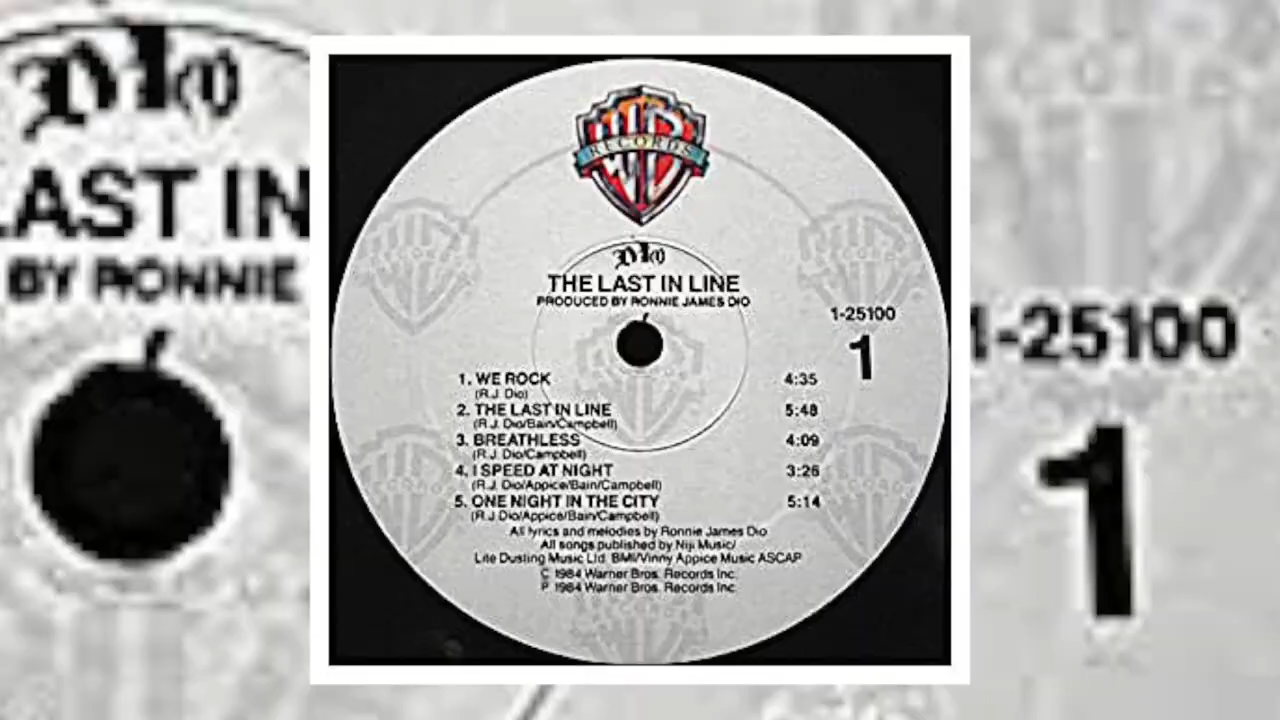 Dio
LAST IN
BY RONNIE
WB
RECORDS
Dio
THE LAST IN LINE
PRODUCED BY RONNIE JAMES DIO
1-25100
1
1. WE ROCK 4:35
(R.J. Dio)
2. THE LAST IN LINE 5:48
(R.J. Dio/Bain/Campbell)
3. BREATHLESS 4:09
(R.J. Dio/Campbell)
4. I SPEED AT NIGHT 3:26
(R.J. Dio/Appice/Bain/Campbell)
5. ONE NIGHT IN THE CITY 5:14
(R.J. Dio/Appice/Bain/Campbell)
All lyrics and melodies by Ronnie James Dio
All songs published by Niji Music/
Lite Dusting Music Ltd. BMI/Vinny Appice Music ASCAP
© 1984 Warner Bros. Records Inc.
℗ 1984 Warner Bros. Records Inc.
1-25100
1